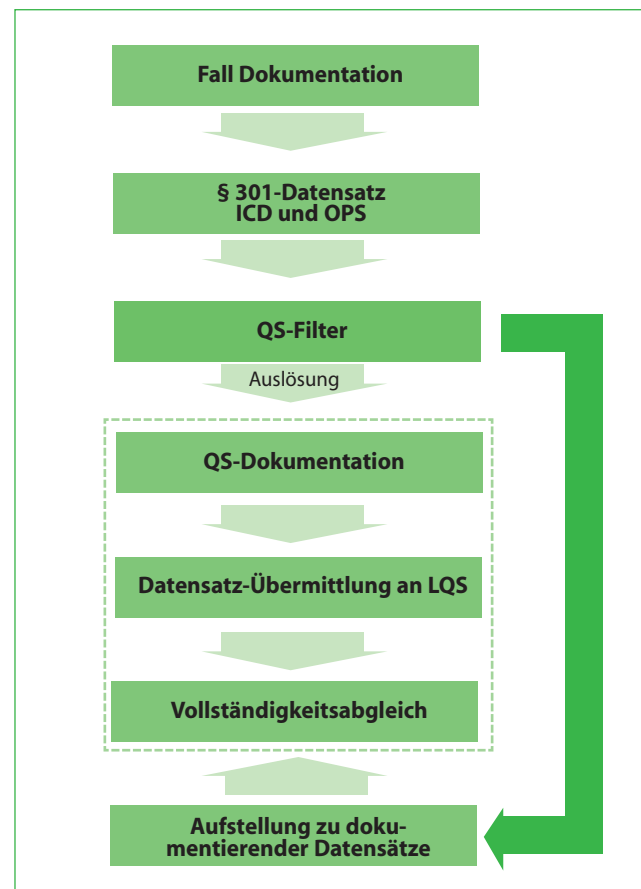 Fall Dokumentation
§ 301-Datensatz
ICD und OPS
QS-Filter
Auslösung
QS-Dokumentation
Datensatz-Übermittlung an LQS
Vollständigkeitsabgleich
Aufstellung zu doku-
mentierender Datensätze